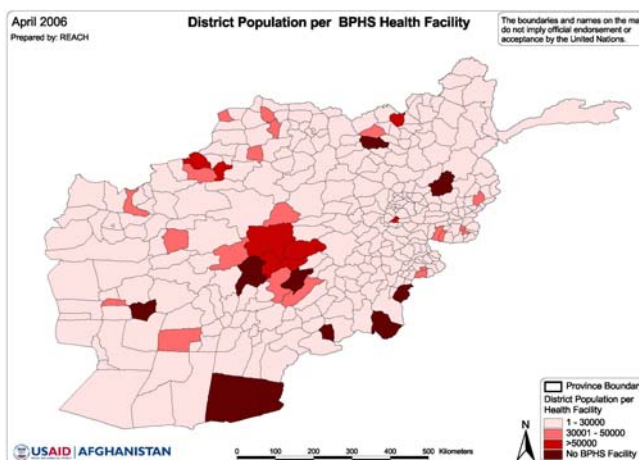 April 2006
Prepared by: REACH
District Population per BPHS Health Facility
The boundaries and names on the ma
do not imply official endorsement or
acceptance by the United Nations.
N
Province Boundar
District Population per
Health Facility
1 - 30000
30001 - 50000
>50000
No BPHS Facility
USAID | AFGHANISTAN
0 100 200 300 400 500 Kilometers